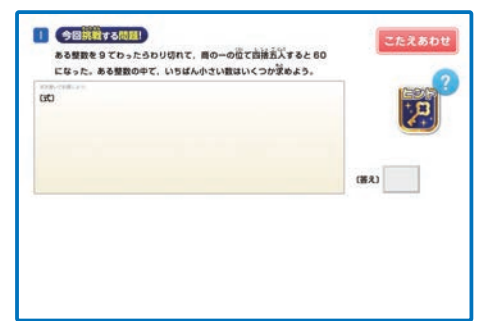 1 今回挑戦する問題!
こたえあわせ
ある整数を9でわったらわり切れて、商の一の位で四捨五入すると60
になった。ある整数の中で、いちばん小さい数はいくつか求めよう。
?
ヒント
(式)
(答え)